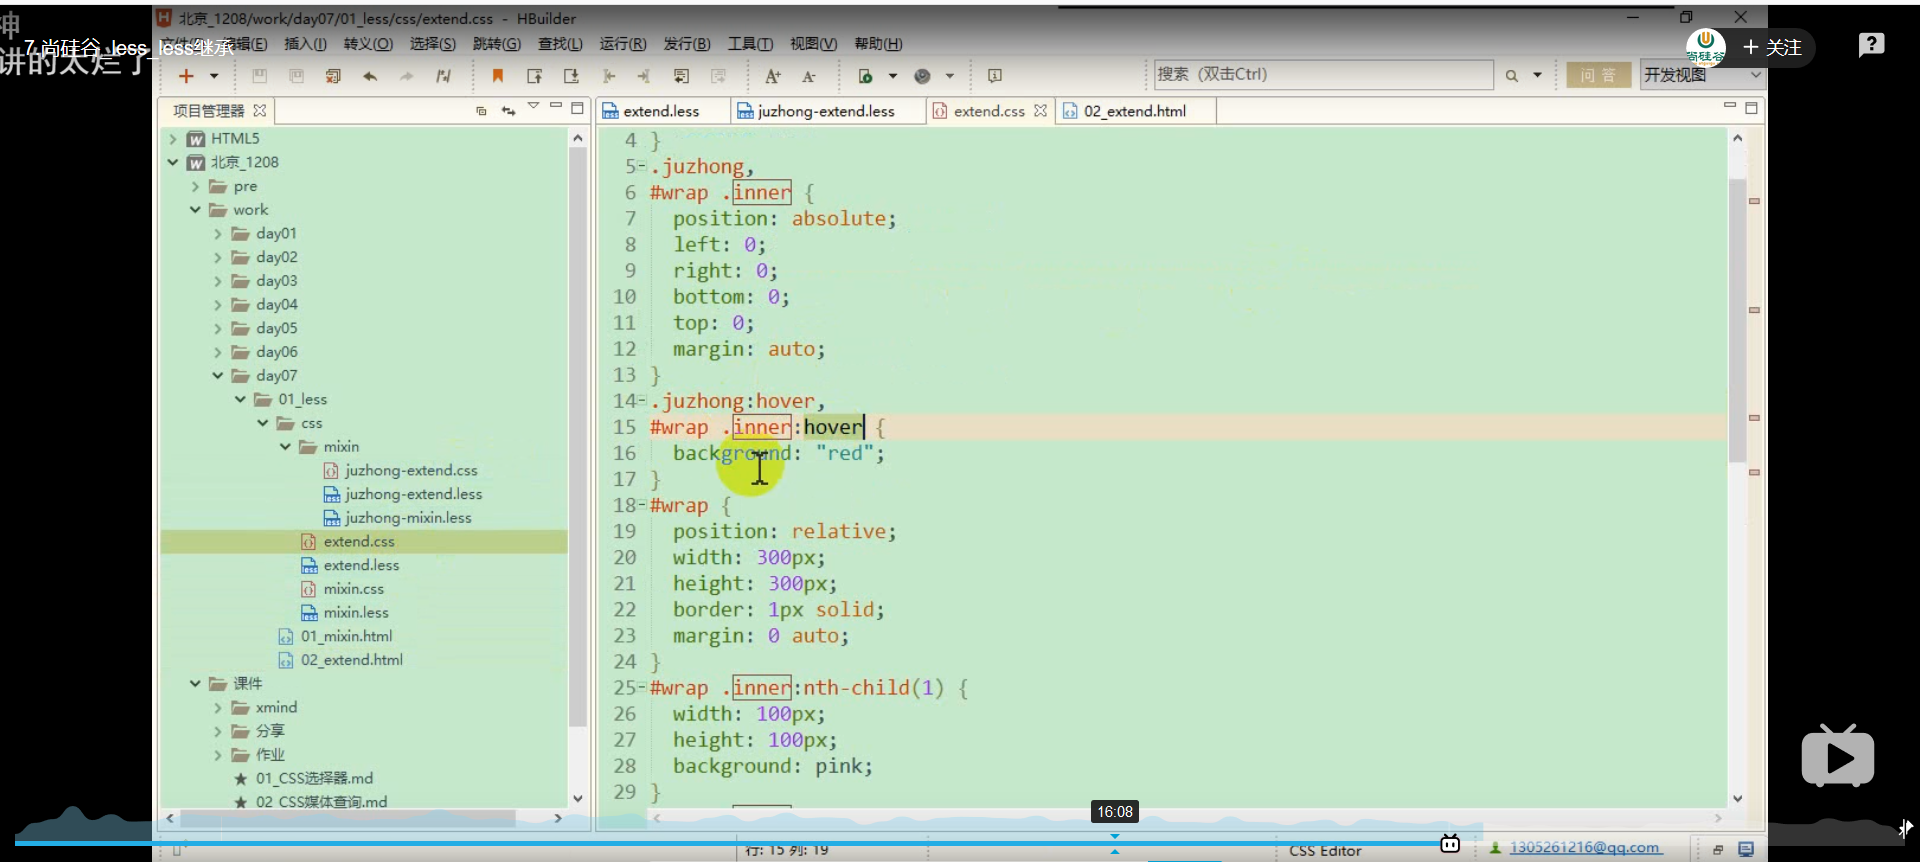 神
北京_1208/work/day07/01_less/css/extend.css - HBuilder
7.尚硅谷_less_less继承
讲的太烂了
编辑(E) 插入(I) 转义(O) 选择(S) 跳转(G) 查找(L) 运行(R) 发行(B) 工具(T) 视图(V) 帮助(H)
尚硅谷
+ 关注
搜索 (双击Ctrl)
问答
开发视图
项目管理器
extend.less
juzhong-extend.less
extend.css
02_extend.html
HTML5
北京_1208
pre
work
day01
day02
day03
day04
day05
day06
day07
01_less
css
mixin
juzhong-extend.css
juzhong-extend.less
juzhong-mixin.less
extend.css
extend.less
mixin.css
mixin.less
01_mixin.html
02_extend.html
课件
xmind
分享
作业
01_CSS选择器.md
02 CSS媒体查询.md
4 }
5 .juzhong,
6 #wrap .inner {
7 position: absolute;
8 left: 0;
9 right: 0;
10 bottom: 0;
11 top: 0;
12 margin: auto;
13 }
14 .juzhong:hover,
15 #wrap .inner:hover {
16 background: "red";
17 }
18 #wrap {
19 position: relative;
20 width: 300px;
21 height: 300px;
22 border: 1px solid;
23 margin: 0 auto;
24 }
25 #wrap .inner:nth-child(1) {
26 width: 100px;
27 height: 100px;
28 background: pink;
29 }
16:08
行: 15 列: 19
CSS Editor
1305261216@qq.com